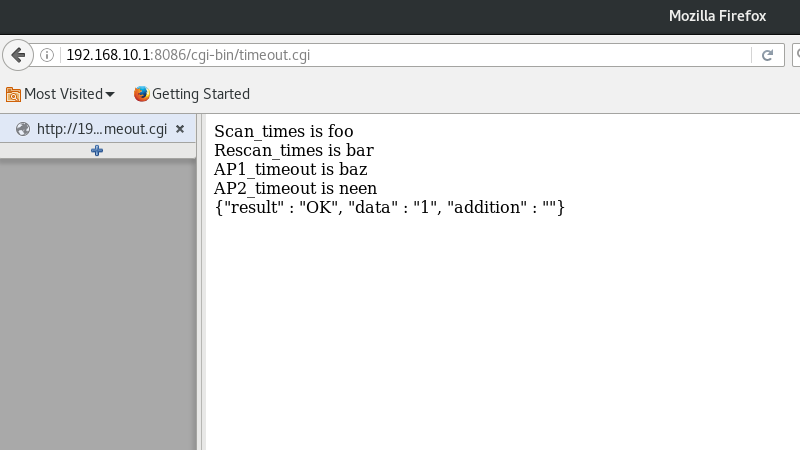 Mozilla Firefox
192.168.10.1:8086/cgi-bin/timeout.cgi
Most Visited Getting Started
http://19...meout.cgi
Scan_times is foo
Rescan_times is bar
AP1_timeout is baz
AP2_timeout is neen
{"result" : "OK", "data" : "1", "addition" : ""}